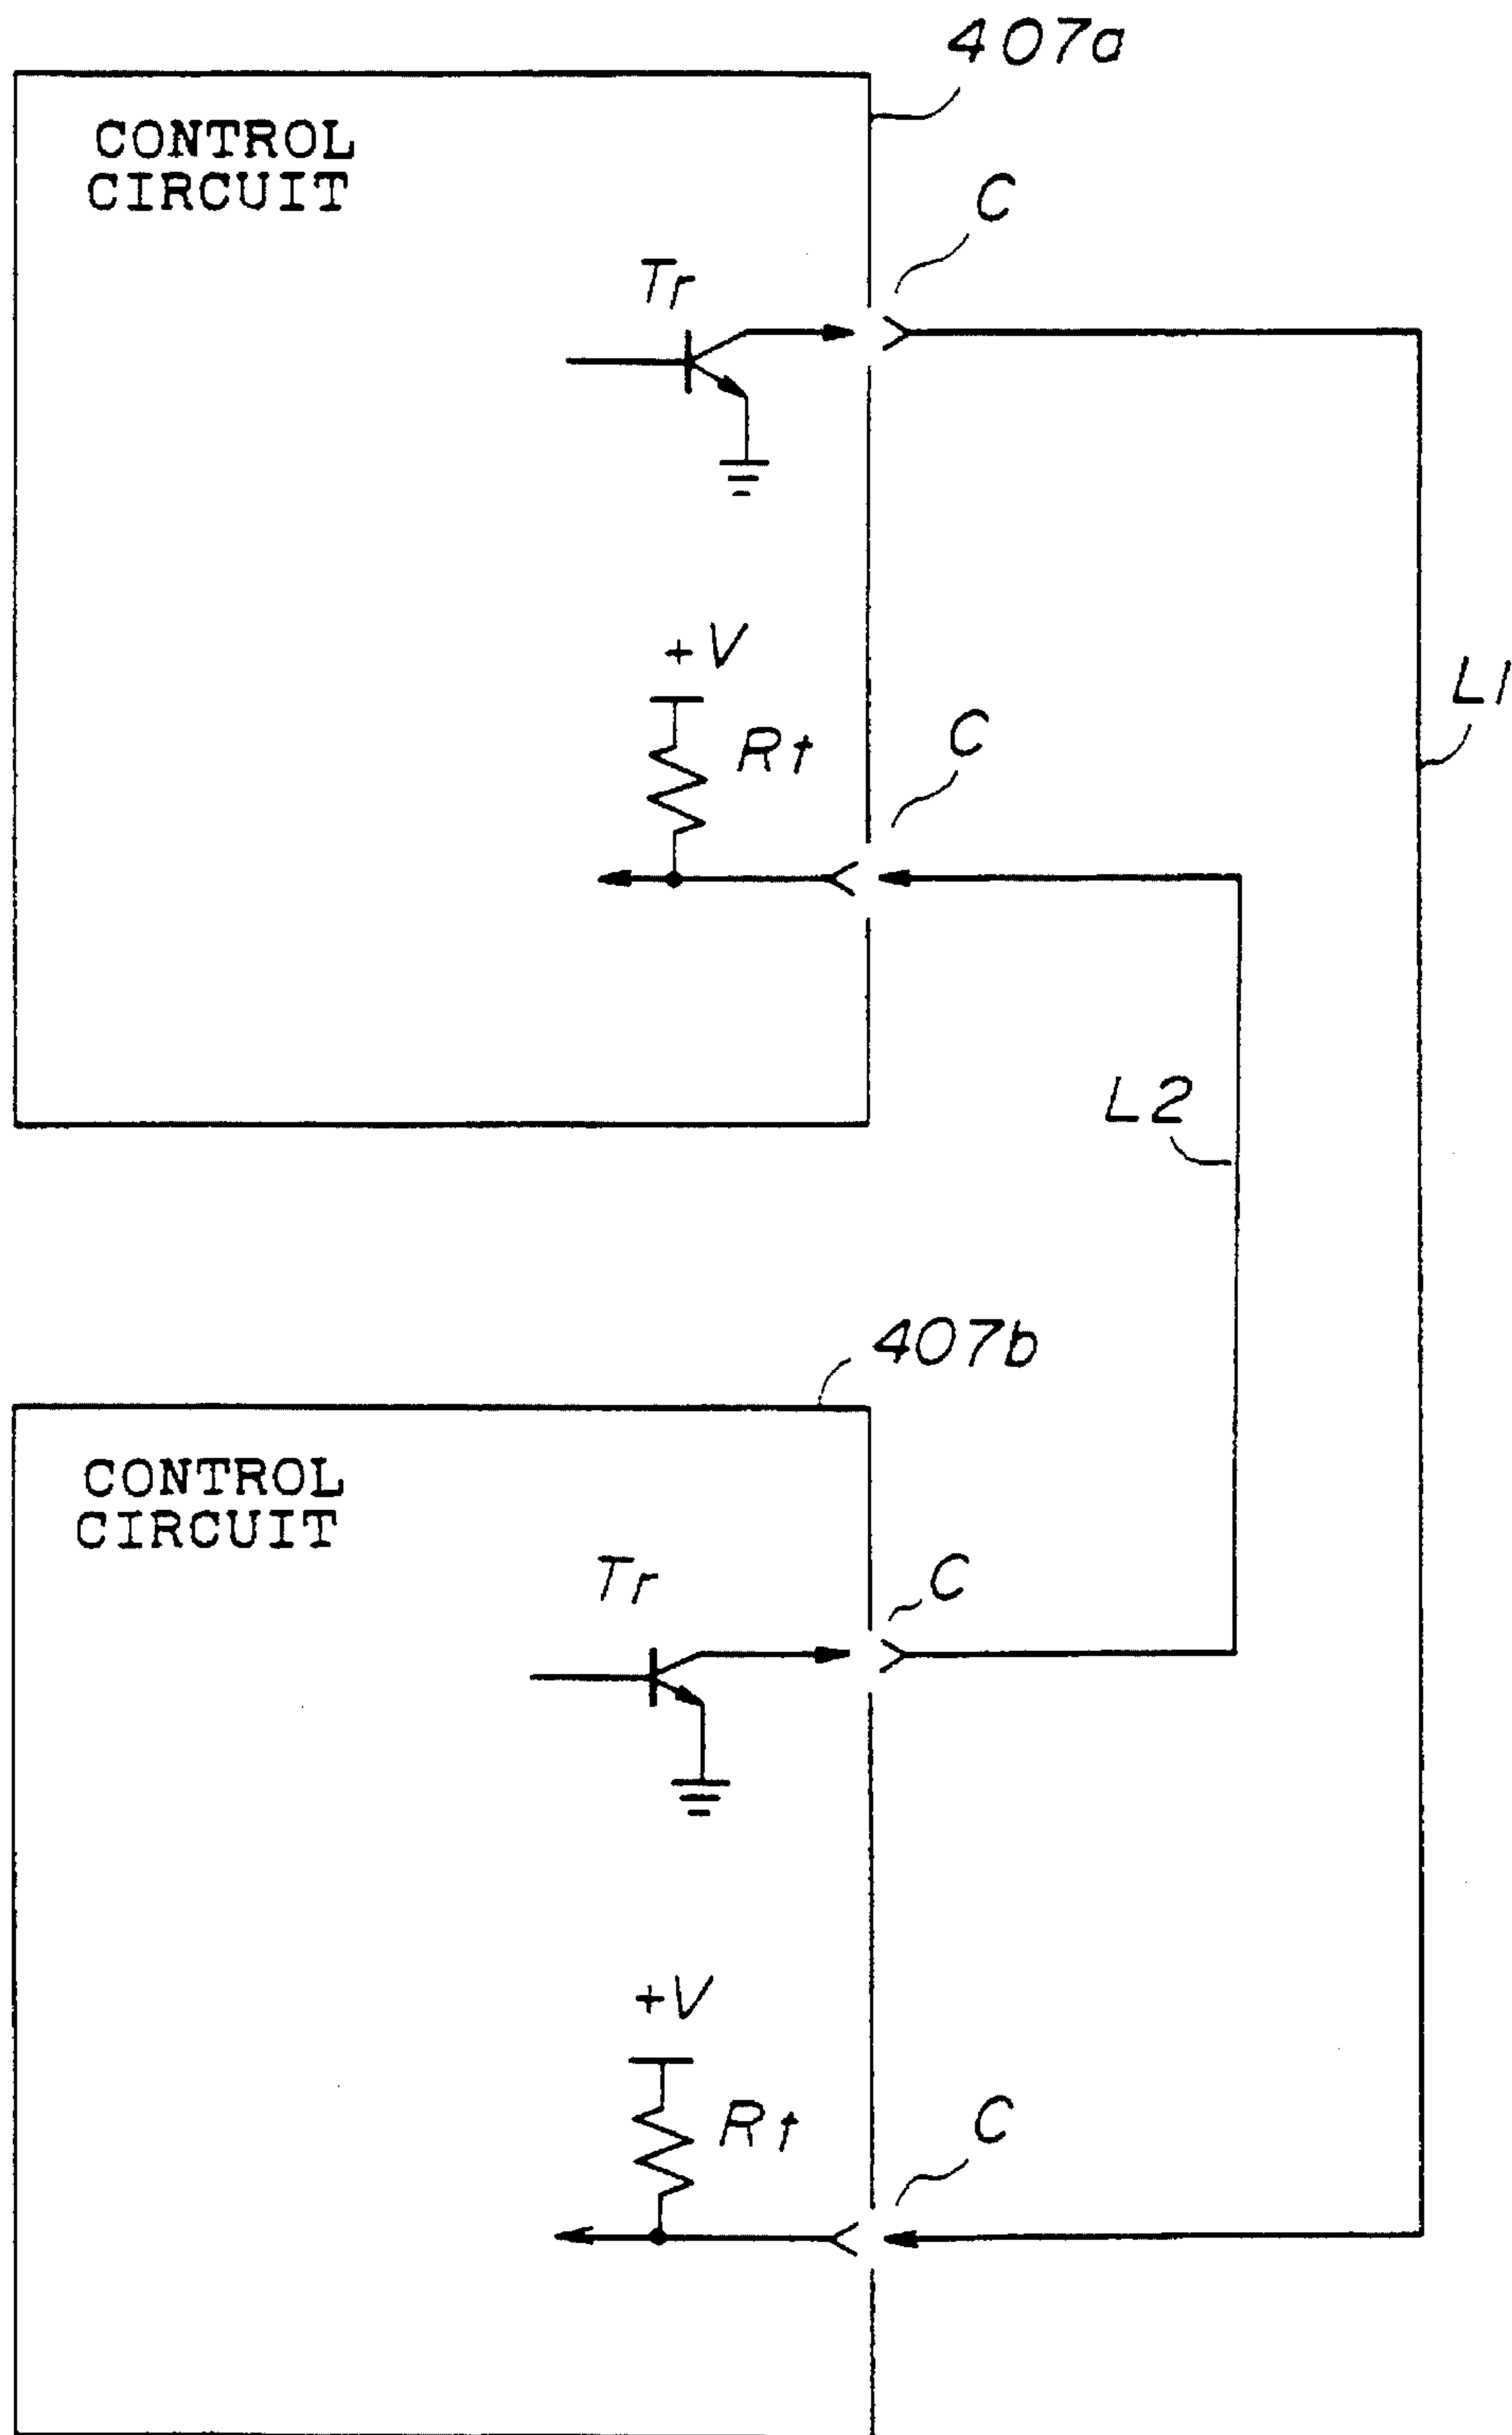 407a
CONTROL
CIRCUIT
C
Tr
+V
L1
C
Rt
L2
407b
CONTROL
CIRCUIT
Tr
C
+V
Rt
C